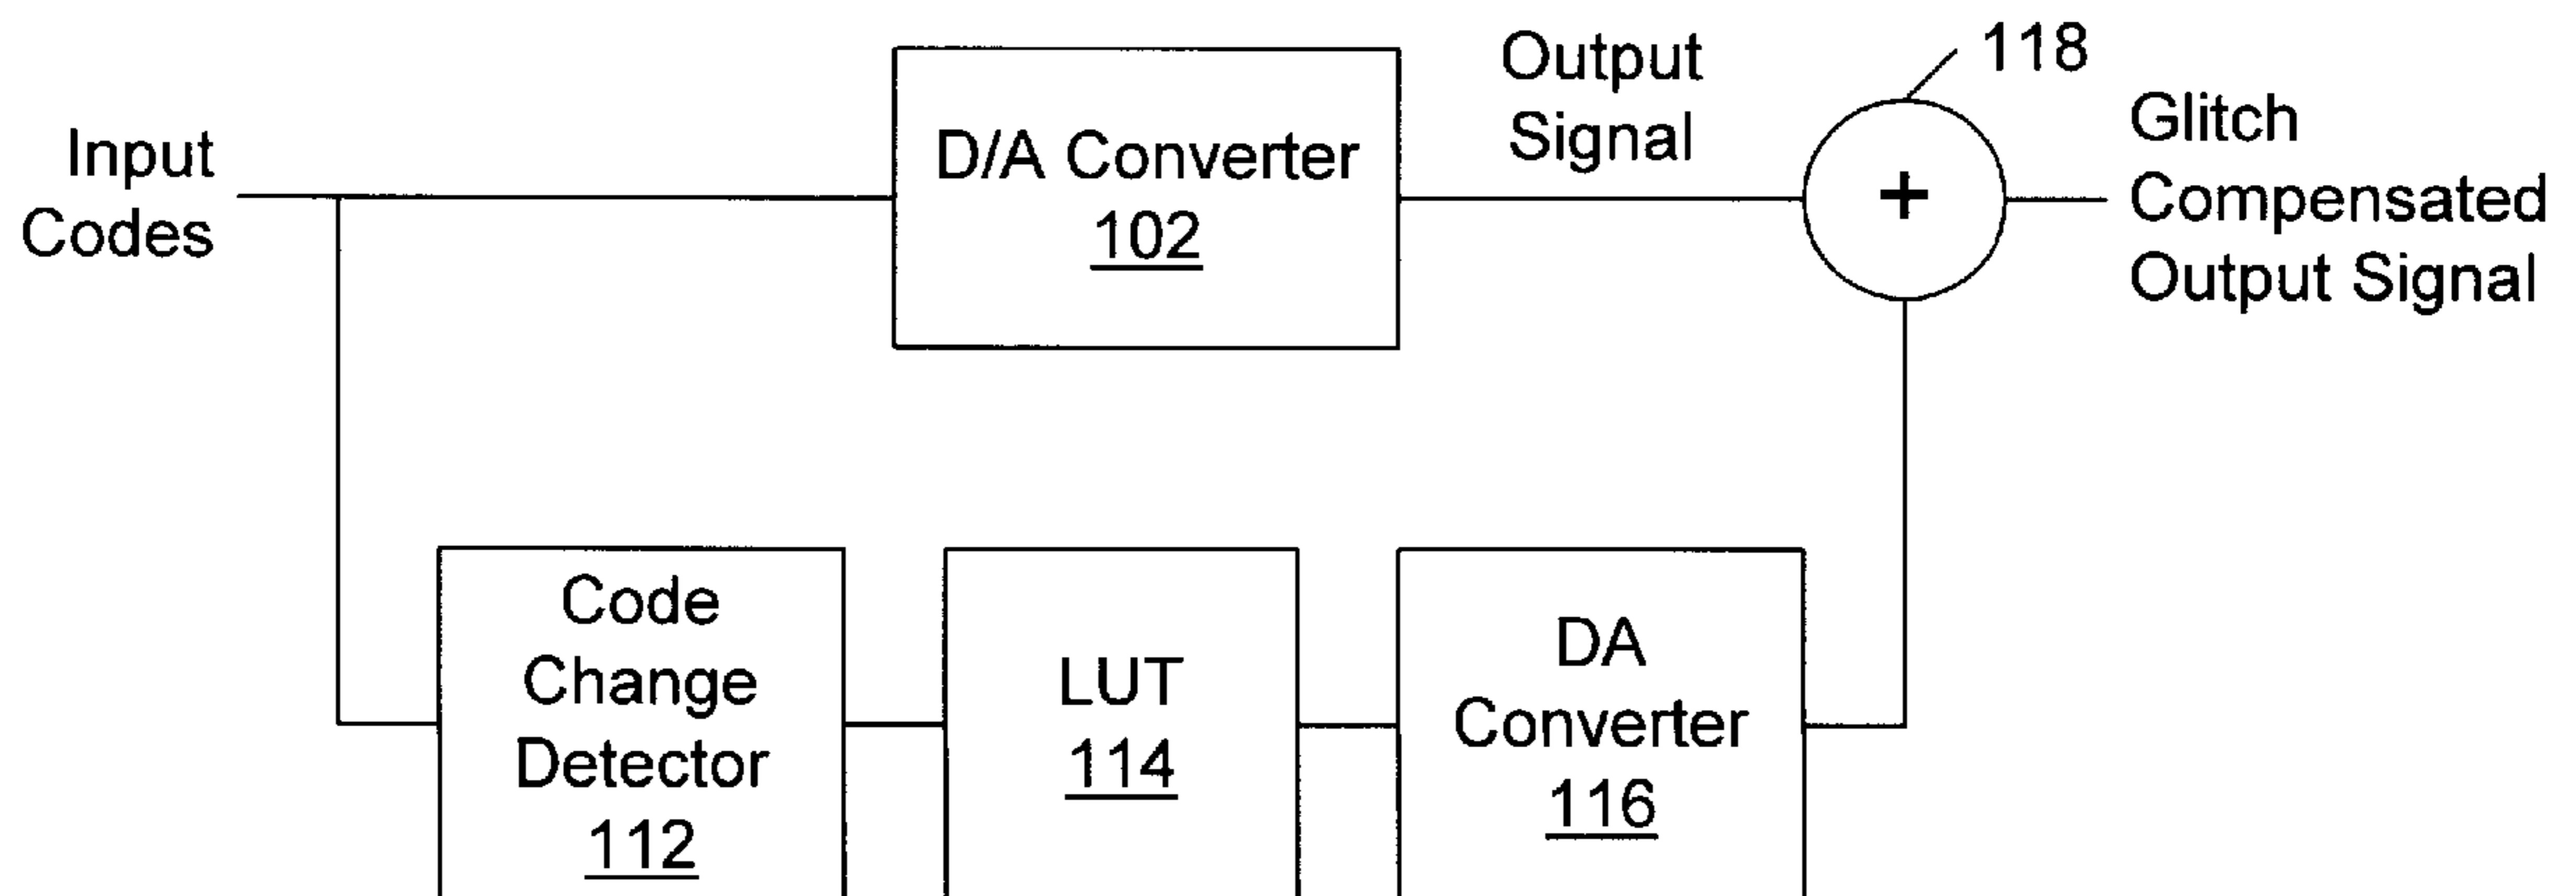 Input
Codes
D/A Converter
102
Output
Signal
+
118
Glitch
Compensated
Output Signal
Code
Change
Detector
112
LUT
114
DA
Converter
116